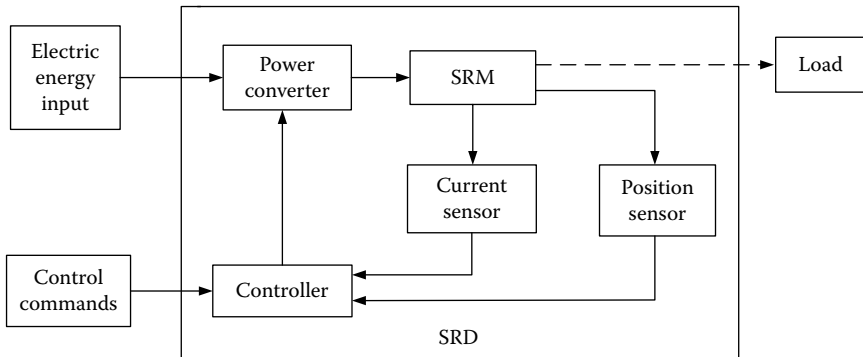 Electric
energy
input
Power
converter
SRM
Load
Current
sensor
Position
sensor
Control
commands
Controller
SRD